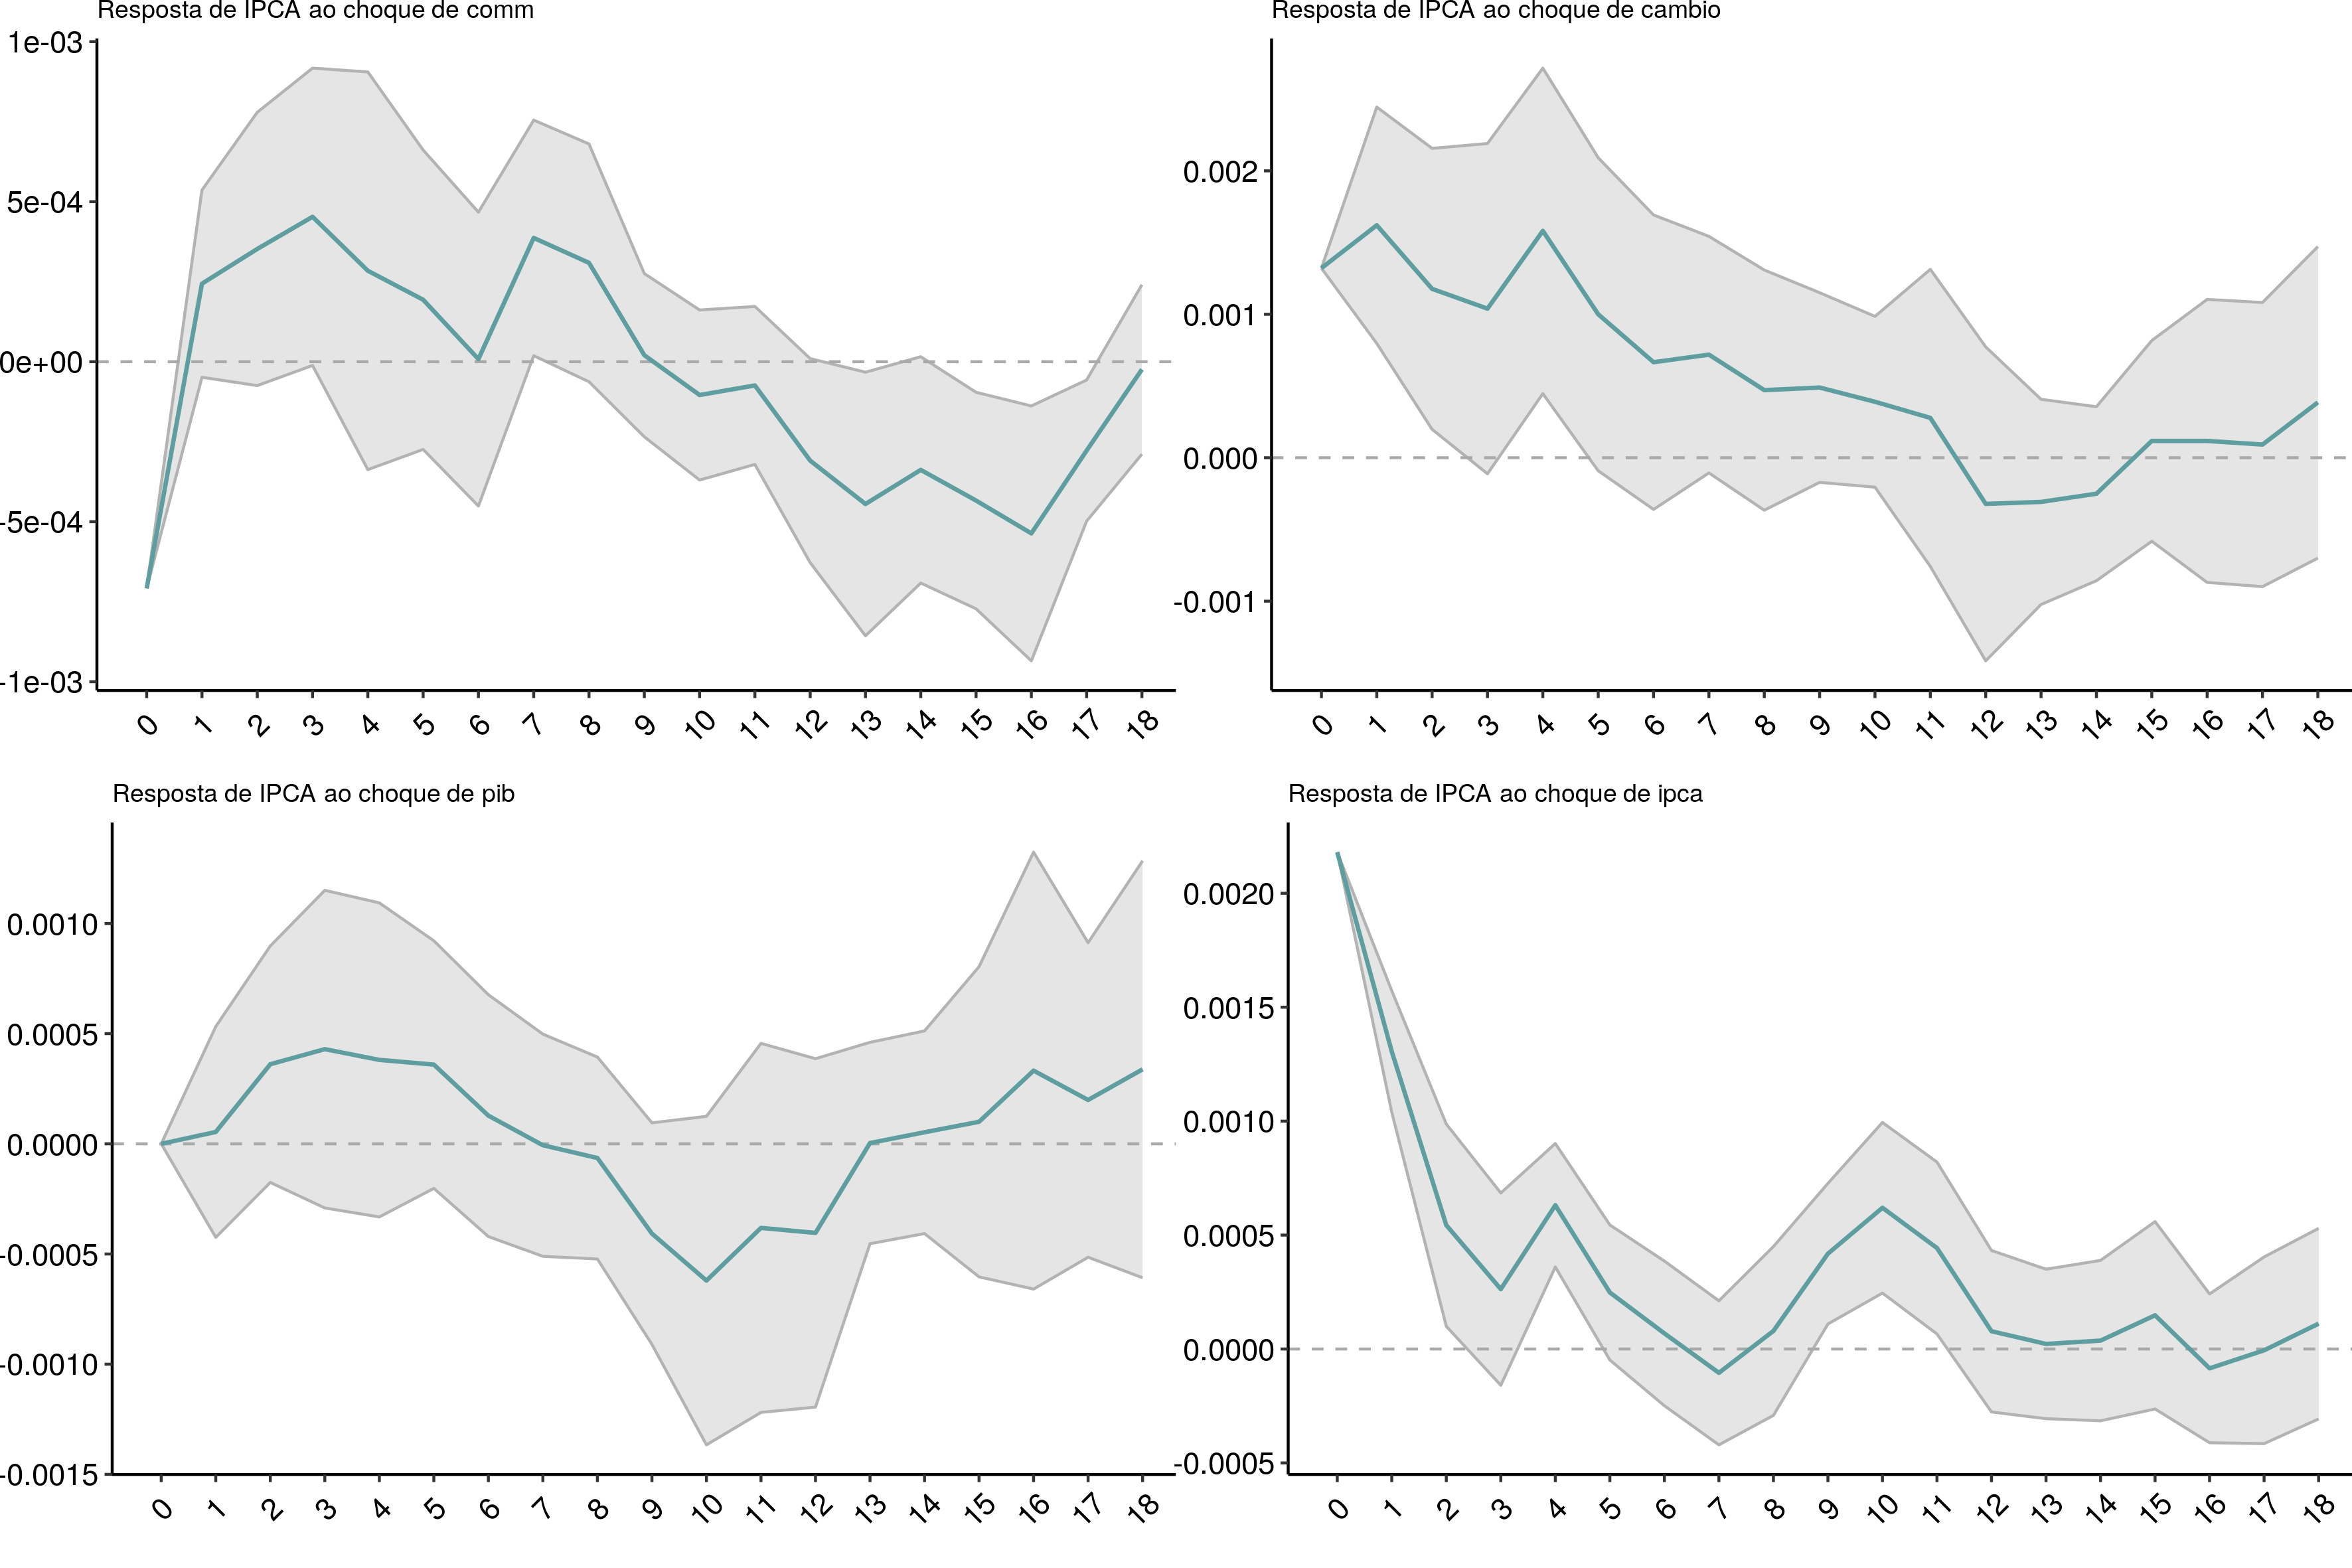 Resposta de IPCA ao choque de comm
1e-03
5e-04
0e+00
-5e-04
-1e-03
0 1 2 3 4 5 6 7 8 9 10 11 12 13 14 15 16 17 18
Resposta de IPCA ao choque de cambio
0.002
0.001
0.000
-0.001
0 1 2 3 4 5 6 7 8 9 10 11 12 13 14 15 16 17 18
Resposta de IPCA ao choque de pib
0.0010
0.0005
0.0000
-0.0005
-0.0010
-0.0015
0 1 2 3 4 5 6 7 8 9 10 11 12 13 14 15 16 17 18
Resposta de IPCA ao choque de ipca
0.0020
0.0015
0.0010
0.0005
0.0000
-0.0005
0 1 2 3 4 5 6 7 8 9 10 11 12 13 14 15 16 17 18